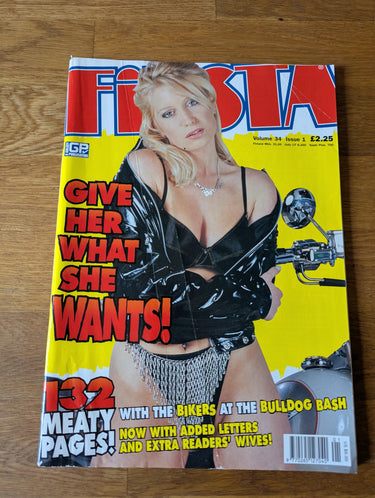 FIESTA
Volume 34 Issue 1 £2.25
GP
GIVE
HER
WHAT
SHE
WANTS!
132
MEATY
PAGES!
WITH THE BIKERS AT THE BULLDOG BASH
NOW WITH ADDED LETTERS
AND EXTRA READERS' WIVES!